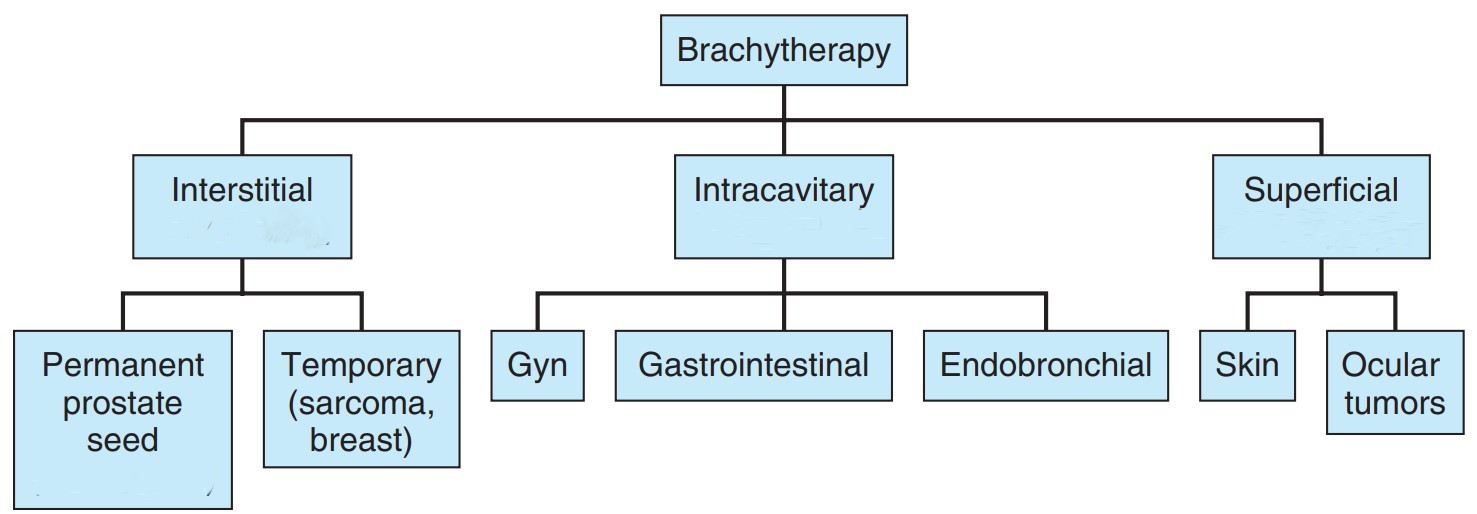 Brachytherapy
Interstitial
Intracavitary
Superficial
Permanent
prostate
seed
Temporary
(sarcoma,
breast)
Gyn
Gastrointestinal
Endobronchial
Skin
Ocular
tumors